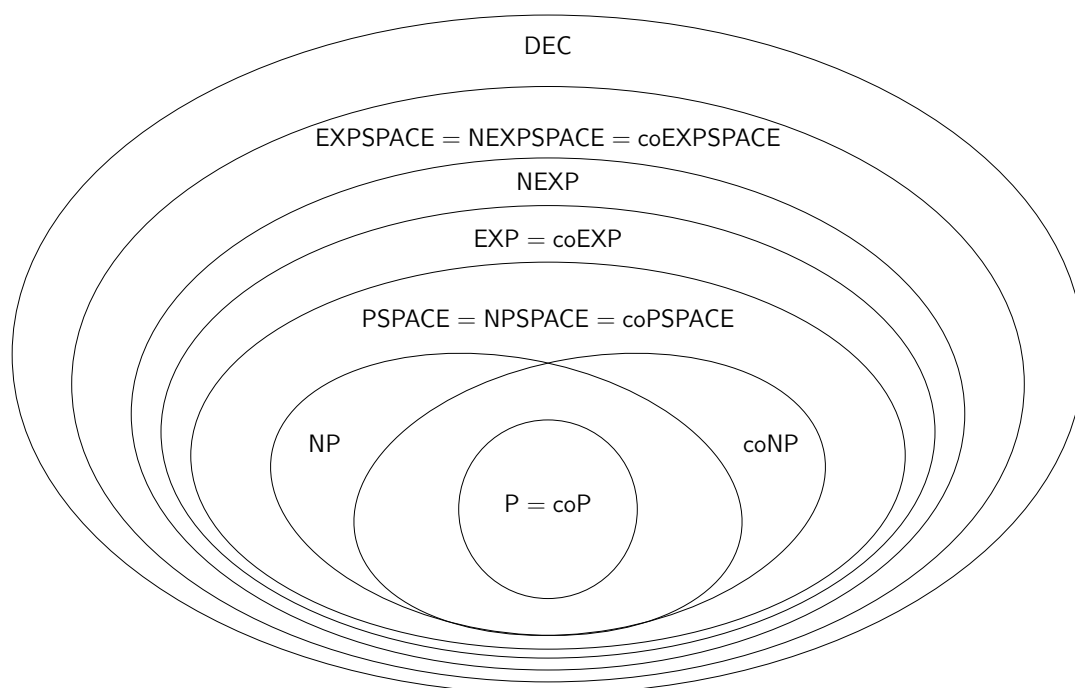 DEC
EXPSPACE = NEXPSPACE = coEXPSPACE
NEXP
EXP = coEXP
PSPACE = NPSPACE = coPSPACE
NP
coNP
P = coP